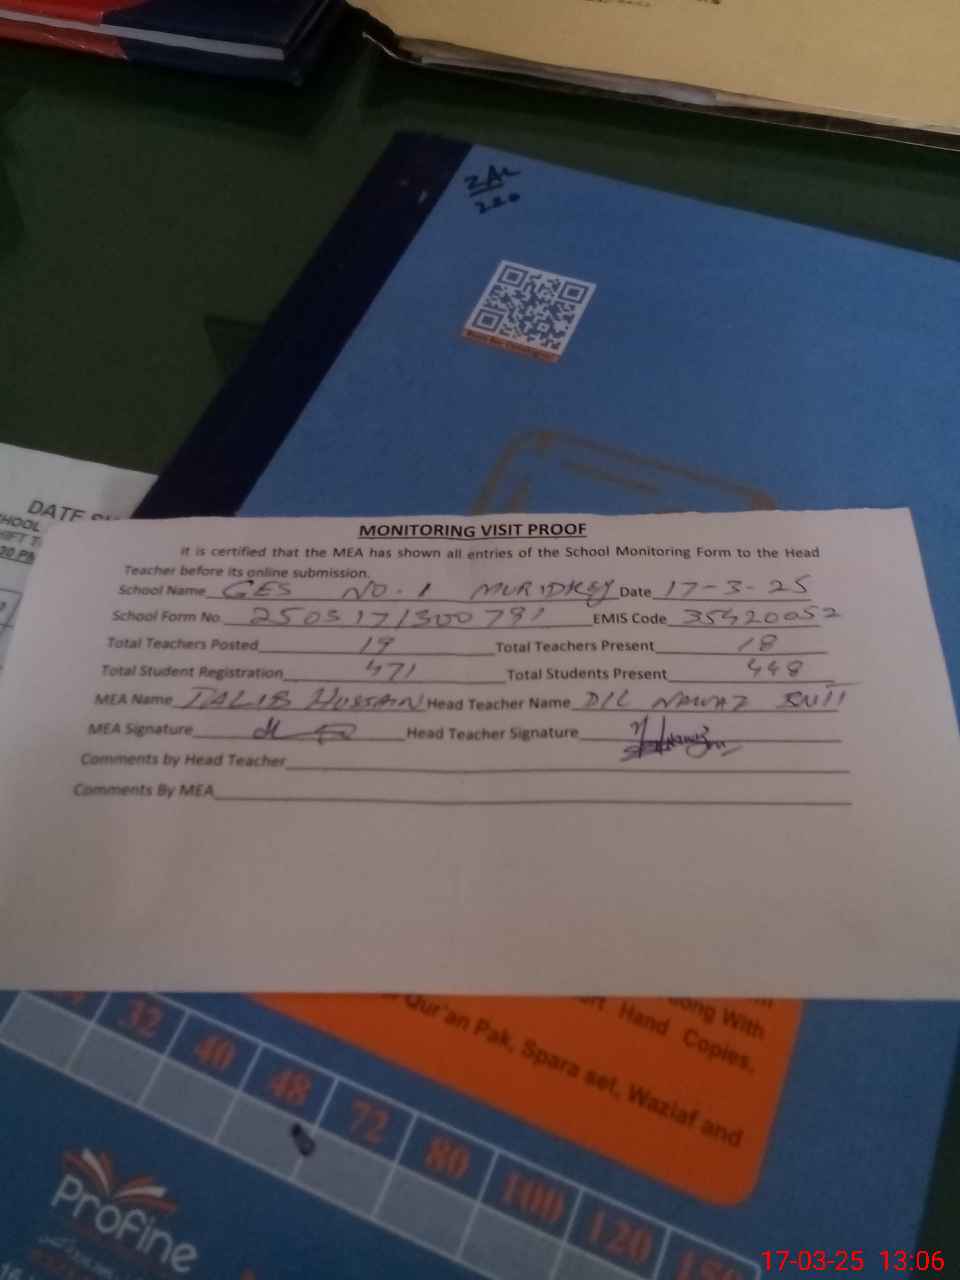 ZAC
220
DATE
MONITORING VISIT PROOF
it is certified that the MEA has shown all entries of the School Monitoring Form to the Head
Teacher before its online submission.
School Name GES NO. 1 MURIDKEY Date 17-3-25
School Form No. 2503171300791 EMIS Code 35420052
Total Teachers Posted 19 Total Teachers Present 18
Total Student Registration 471 Total Students Present 448
MEA Name TALIB HUSSAIN Head Teacher Name DIL NAWAZ
MEA Signature Head Teacher Signature
Comments by Head Teacher
Comments By MEA
ong With
Hand Copies,
Qur'an Pak, Spara set, Waziaf and
32 40 48 72 80 100 120
Profine
17-03-25 13:06